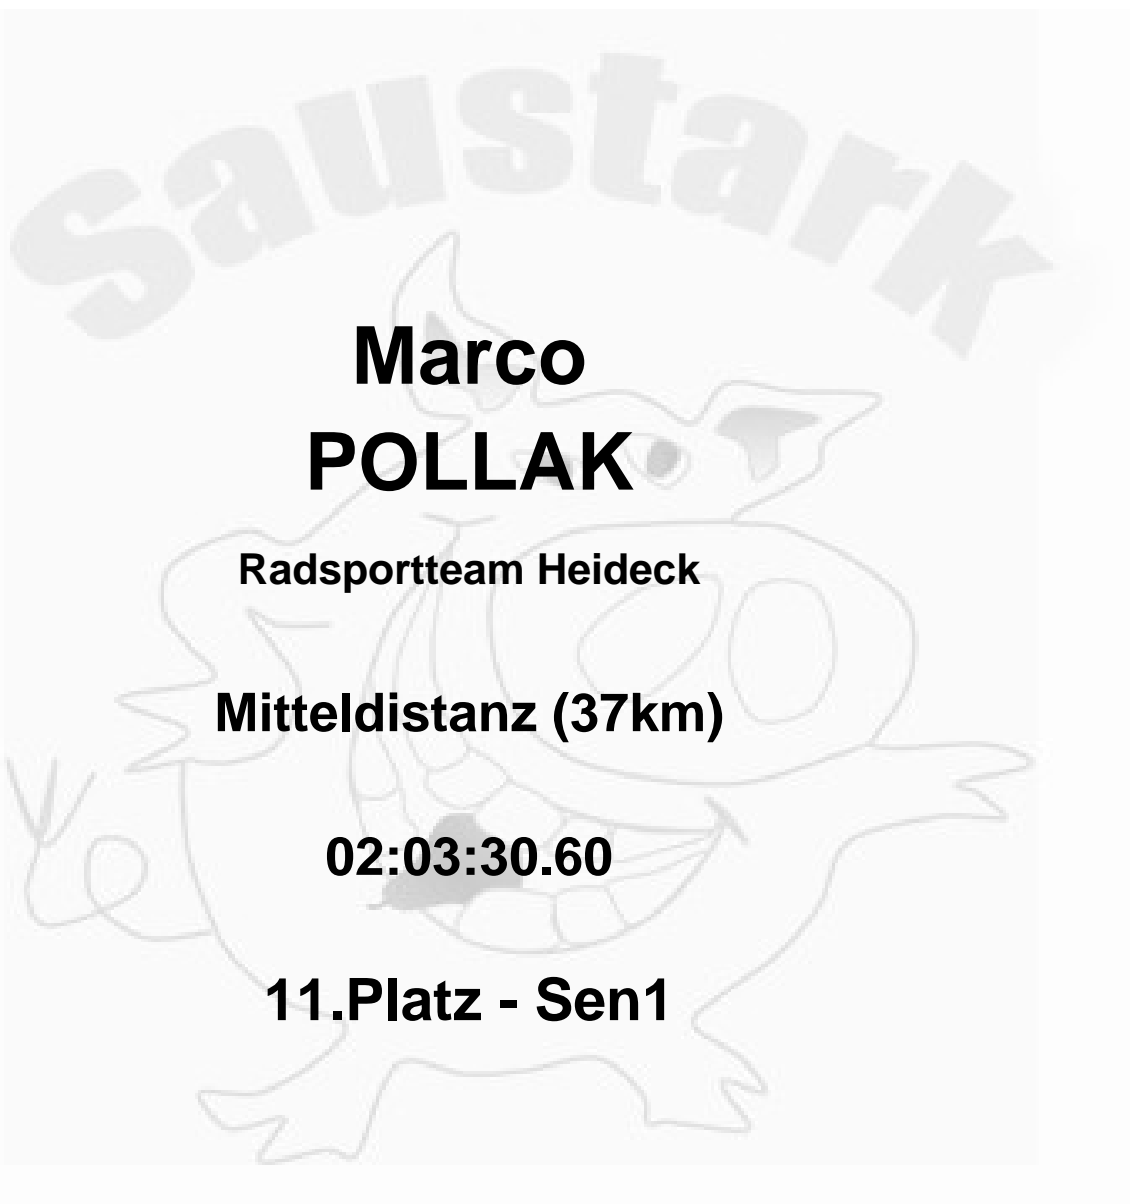 Saustark
Marco
POLLAK
Radsportteam Heideck
Mitteldistanz (37km)
02:03:30.60
11.Platz - Sen1